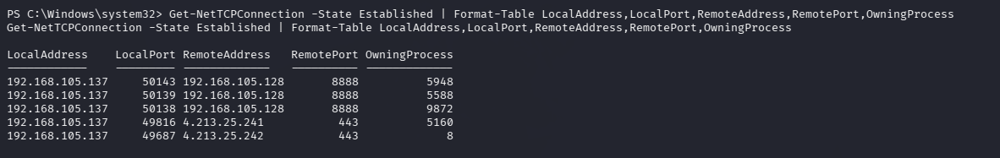 PS C:\Windows\system32> Get-NetTCPConnection -State Established | Format-Table LocalAddress,LocalPort,RemoteAddress,RemotePort,OwningProcess
Get-NetTCPConnection -State Established | Format-Table LocalAddress,LocalPort,RemoteAddress,RemotePort,OwningProcess
LocalAddress    LocalPort RemoteAddress   RemotePort OwningProcess
------------    --------- -------------   ---------- -------------
192.168.105.137     50143 192.168.105.128       8888          5948
192.168.105.137     50139 192.168.105.128       8888          5588
192.168.105.137     50138 192.168.105.128       8888          9872
192.168.105.137     49816 4.213.25.241           443          5160
192.168.105.137     49687 4.213.25.242           443             8